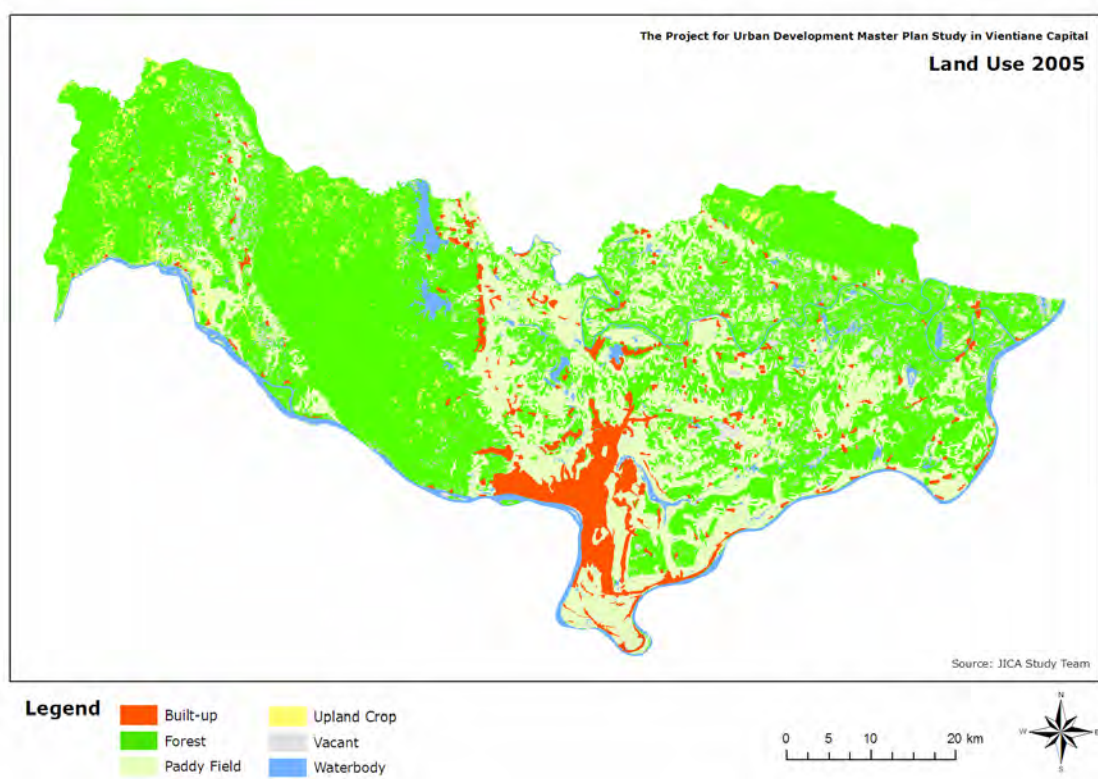 The Project for Urban Development Master Plan Study in Vientiane Capital
Land Use 2005
Source: JICA Study Team
Legend
Built-up
Forest
Paddy Field
Upland Crop
Vacant
Waterbody
0 5 10 20 km
N
W
E
S